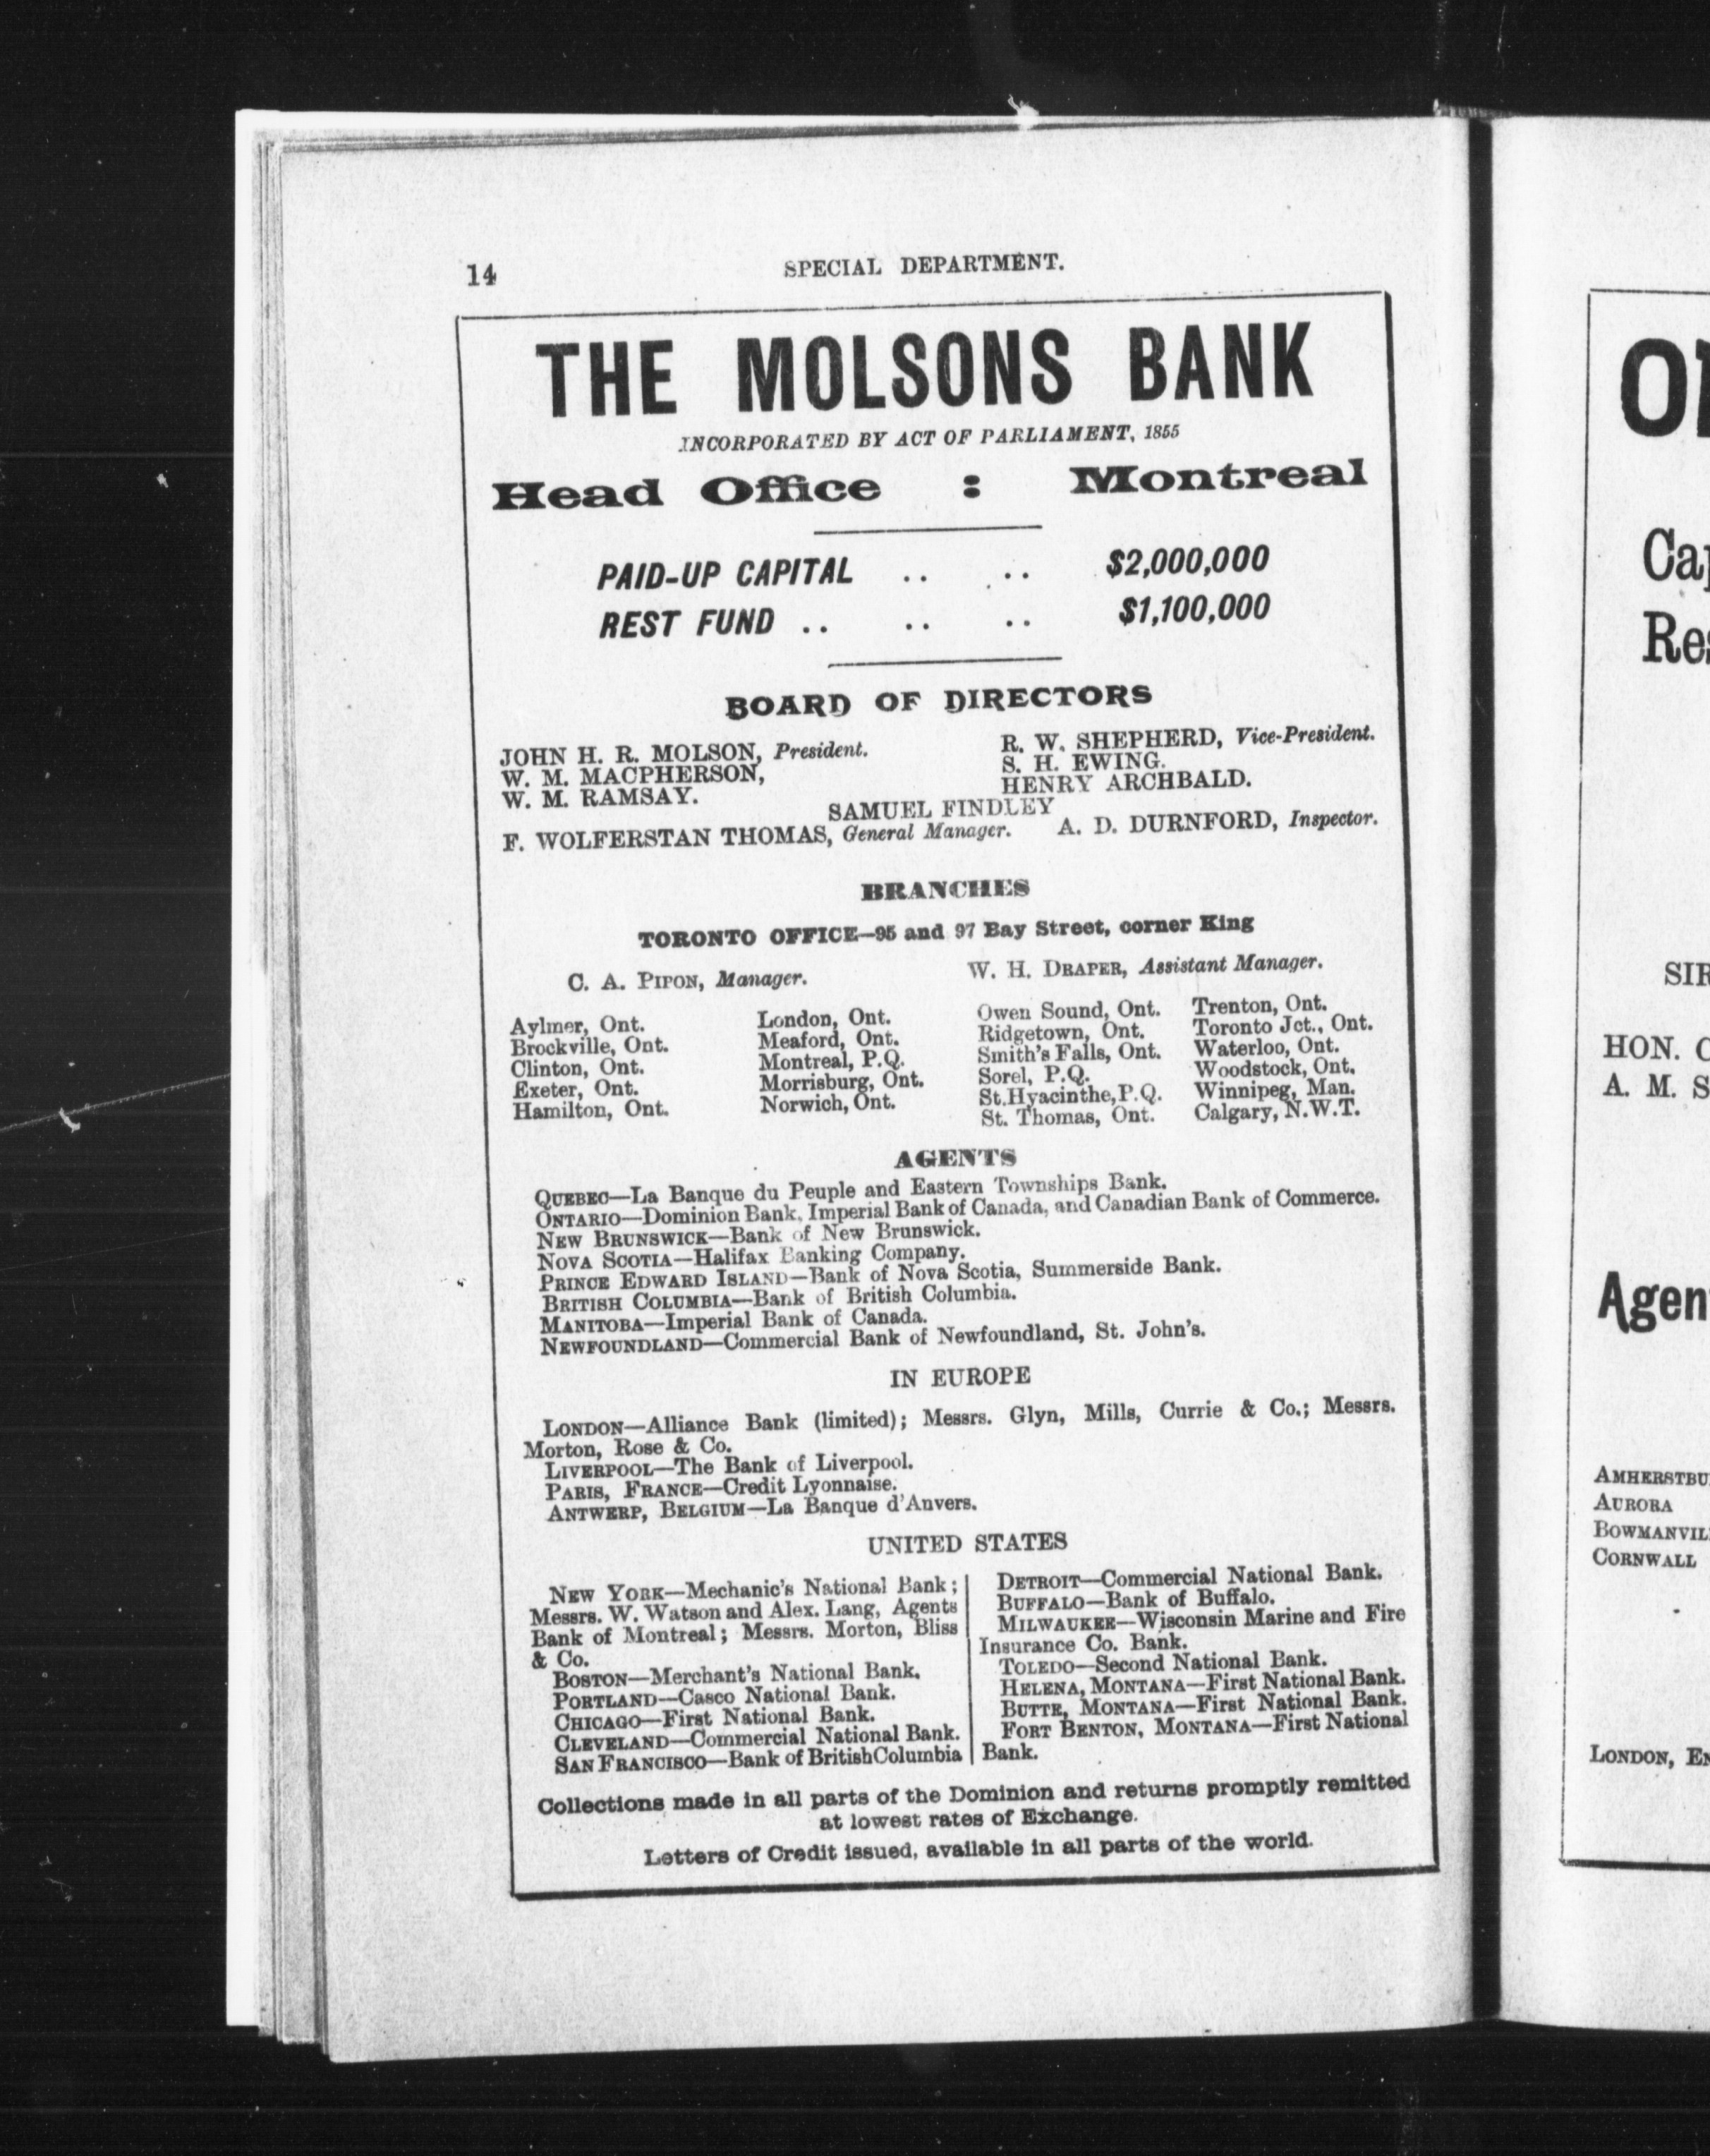 14
SPECIAL DEPARTMENT.
THE MOLSONS BANK
INCORPORATED BY ACT OF PARLIAMENT, 1855
Head Office : Montreal
PAID-UP CAPITAL .. .. $2,000,000
REST FUND .. .. .. $1,100,000
BOARD OF DIRECTORS
JOHN H. R. MOLSON, President.
W. M. MACPHERSON,
W. M. RAMSAY.
R. W. SHEPHERD, Vice-President.
S. H. EWING.
HENRY ARCHBALD.
SAMUEL FINDLEY
F. WOLFERSTAN THOMAS, General Manager. A. D. DURNFORD, Inspector.
BRANCHES
TORONTO OFFICE—95 and 97 Bay Street, corner King
C. A. PIPON, Manager. W. H. DRAPER, Assistant Manager.
Aylmer, Ont.
Brockville, Ont.
Clinton, Ont.
Exeter, Ont.
Hamilton, Ont.
London, Ont.
Meaford, Ont.
Montreal, P.Q.
Morrisburg, Ont.
Norwich, Ont.
Owen Sound, Ont.
Ridgetown, Ont.
Smith's Falls, Ont.
Sorel, P.Q.
St.Hyacinthe, P.Q.
St. Thomas, Ont.
Trenton, Ont.
Toronto Jct., Ont.
Waterloo, Ont.
Woodstock, Ont.
Winnipeg, Man.
Calgary, N.W.T.
AGENTS
QUEBEC—La Banque du Peuple and Eastern Townships Bank.
ONTARIO—Dominion Bank, Imperial Bank of Canada, and Canadian Bank of Commerce.
NEW BRUNSWICK—Bank of New Brunswick.
NOVA SCOTIA—Halifax Banking Company.
PRINCE EDWARD ISLAND—Bank of Nova Scotia, Summerside Bank.
BRITISH COLUMBIA—Bank of British Columbia.
MANITOBA—Imperial Bank of Canada.
NEWFOUNDLAND—Commercial Bank of Newfoundland, St. John's.
IN EUROPE
LONDON—Alliance Bank (limited); Messrs. Glyn, Mills, Currie & Co.; Messrs.
Morton, Rose & Co.
LIVERPOOL—The Bank of Liverpool.
PARIS, FRANCE—Credit Lyonnaise.
ANTWERP, BELGIUM—La Banque d'Anvers.
UNITED STATES
NEW YORK—Mechanic's National Bank;
Messrs. W. Watson and Alex. Lang, Agents
Bank of Montreal; Messrs. Morton, Bliss
& Co.
BOSTON—Merchant's National Bank.
PORTLAND—Casco National Bank.
CHICAGO—First National Bank.
CLEVELAND—Commercial National Bank.
SAN FRANCISCO—Bank of British Columbia
DETROIT—Commercial National Bank.
BUFFALO—Bank of Buffalo.
MILWAUKEE—Wisconsin Marine and Fire
Insurance Co. Bank.
TOLEDO—Second National Bank.
HELENA, MONTANA—First National Bank.
BUTTE, MONTANA—First National Bank.
FORT BENTON, MONTANA—First National
Bank.
Collections made in all parts of the Dominion and returns promptly remitted
at lowest rates of Exchange.
Letters of Credit issued, available in all parts of the world.
SIR
HON.
A. M.
AURORA
CORNWALL
LONDON,